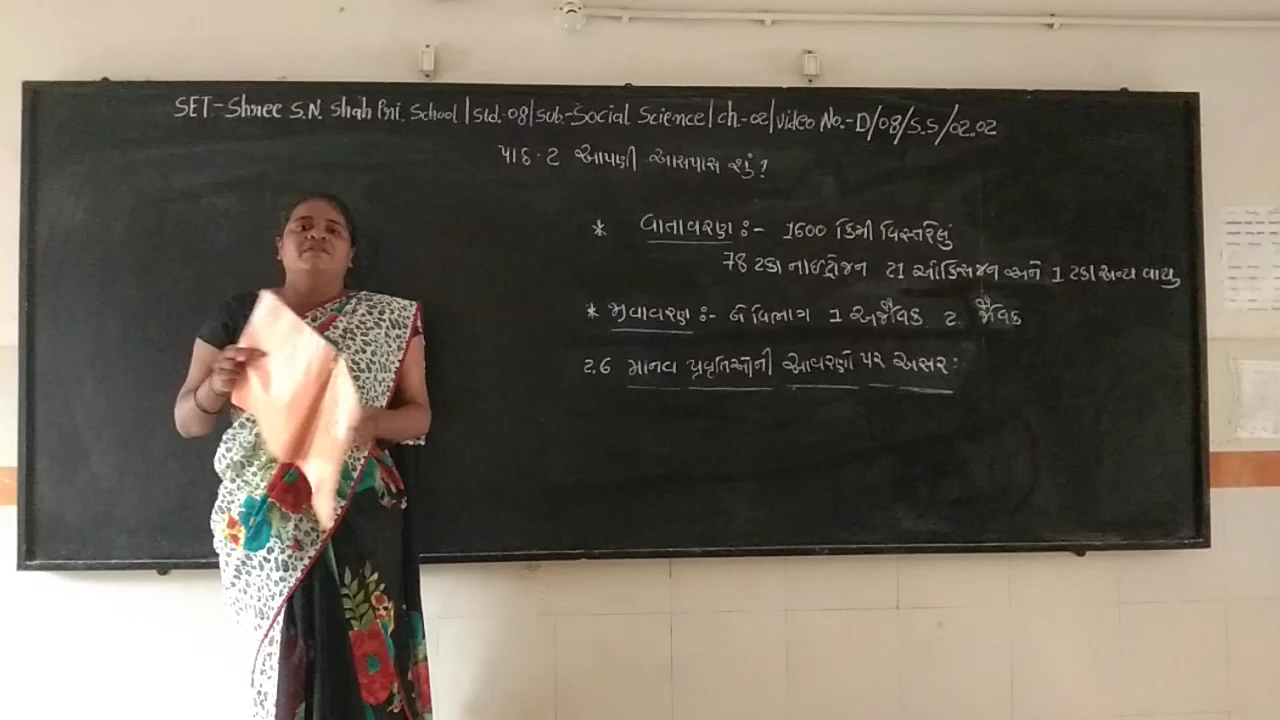 SET-Shree S.N. Shah Pri. School | Std.-08 | Sub.-Social Science | ch.-02 | Video No.-D/08/S.S/02.02
પાઠ-2 આપણી આસપાસ શું?
* વાતાવરણ :- 1600 કિમી વિસ્તરેલું
78 ટકા નાઈટ્રોજન 21 ઓક્સિજન અને 1 ટકા અન્ય વાયુ
* જીવાવરણ :- બે વિભાગ 1 અજૈવિક 2. જૈવિક
2.6 માનવ પ્રવૃતિઓની આવરણો પર અસર: